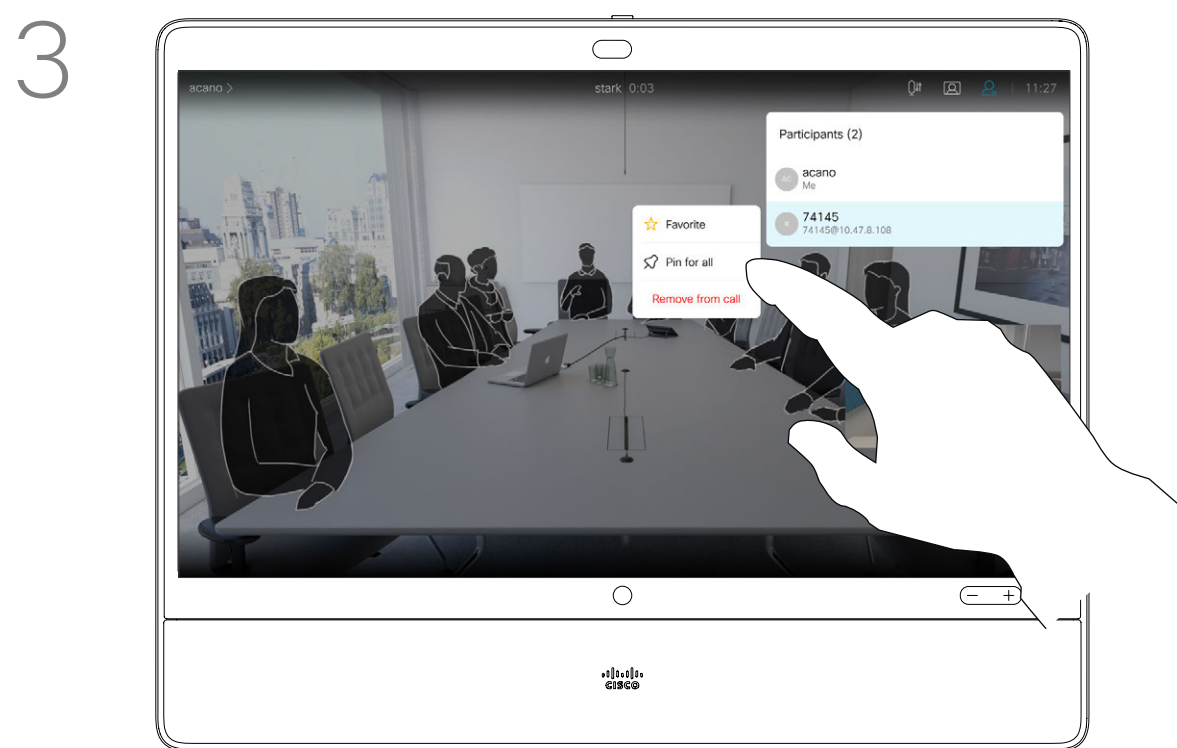 3
acano
stark 0:03
11:27
Participants (2)
AC
acano
Me
74145
74145@10.47.8.108
Favorite
Pin for all
Remove from call
CISCO